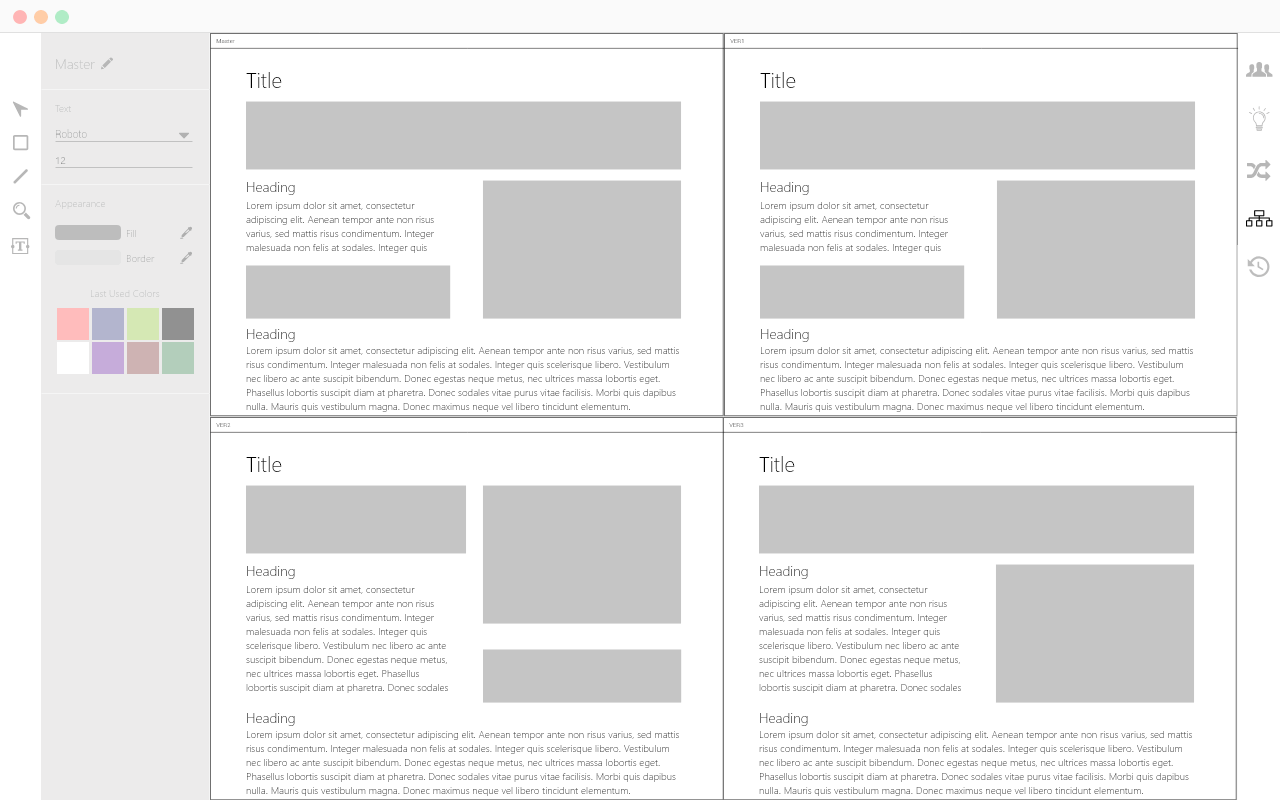 Master
Text
Roboto
12
Appearance
Fill
Border
Last Used Colors
Master
Title
Heading
Lorem ipsum dolor sit amet, consectetur
adipiscing elit. Aenean tempor ante non risus
varius, sed mattis risus condimentum. Integer
malesuada non felis at sodales. Integer quis
Heading
Lorem ipsum dolor sit amet, consectetur adipiscing elit. Aenean tempor ante non risus varius, sed mattis
risus condimentum. Integer malesuada non felis at sodales. Integer quis scelerisque libero. Vestibulum
nec libero ac ante suscipit bibendum. Donec egestas neque metus, nec ultrices massa lobortis eget.
Phasellus lobortis suscipit diam at pharetra. Donec sodales vitae purus vitae facilisis. Morbi quis dapibus
nulla. Mauris quis vestibulum magna. Donec maximus neque vel libero tincidunt elementum.
VER1
Title
Heading
Lorem ipsum dolor sit amet, consectetur
adipiscing elit. Aenean tempor ante non risus
varius, sed mattis risus condimentum. Integer
malesuada non felis at sodales. Integer quis
Heading
Lorem ipsum dolor sit amet, consectetur adipiscing elit. Aenean tempor ante non risus varius, sed mattis
risus condimentum. Integer malesuada non felis at sodales. Integer quis scelerisque libero. Vestibulum
nec libero ac ante suscipit bibendum. Donec egestas neque metus, nec ultrices massa lobortis eget.
Phasellus lobortis suscipit diam at pharetra. Donec sodales vitae purus vitae facilisis. Morbi quis dapibus
nulla. Mauris quis vestibulum magna. Donec maximus neque vel libero tincidunt elementum.
VER2
Title
Heading
Lorem ipsum dolor sit amet, consectetur
adipiscing elit. Aenean tempor ante non risus
varius, sed mattis risus condimentum. Integer
malesuada non felis at sodales. Integer quis
scelerisque libero. Vestibulum nec libero ac ante
suscipit bibendum. Donec egestas neque metus,
nec ultrices massa lobortis eget. Phasellus
lobortis suscipit diam at pharetra. Donec sodales
Heading
Lorem ipsum dolor sit amet, consectetur adipiscing elit. Aenean tempor ante non risus varius, sed mattis
risus condimentum. Integer malesuada non felis at sodales. Integer quis scelerisque libero. Vestibulum
nec libero ac ante suscipit bibendum. Donec egestas neque metus, nec ultrices massa lobortis eget.
Phasellus lobortis suscipit diam at pharetra. Donec sodales vitae purus vitae facilisis. Morbi quis dapibus
nulla. Mauris quis vestibulum magna. Donec maximus neque vel libero tincidunt elementum.
VER3
Title
Heading
Lorem ipsum dolor sit amet, consectetur
adipiscing elit. Aenean tempor ante non risus
varius, sed mattis risus condimentum. Integer
malesuada non felis at sodales. Integer quis
scelerisque libero. Vestibulum nec libero ac ante
suscipit bibendum. Donec egestas neque metus,
nec ultrices massa lobortis eget. Phasellus
lobortis suscipit diam at pharetra. Donec sodales
Heading
Lorem ipsum dolor sit amet, consectetur adipiscing elit. Aenean tempor ante non risus varius, sed mattis
risus condimentum. Integer malesuada non felis at sodales. Integer quis scelerisque libero. Vestibulum
nec libero ac ante suscipit bibendum. Donec egestas neque metus, nec ultrices massa lobortis eget.
Phasellus lobortis suscipit diam at pharetra. Donec sodales vitae purus vitae facilisis. Morbi quis dapibus
nulla. Mauris quis vestibulum magna. Donec maximus neque vel libero tincidunt elementum.